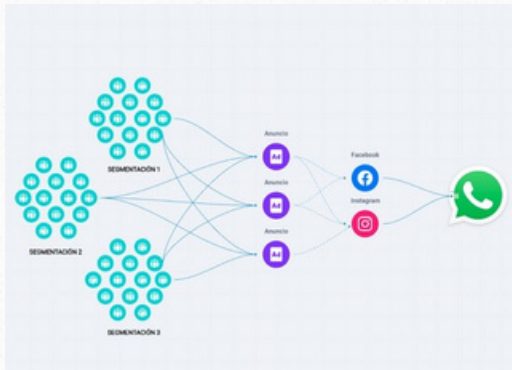 SEGMENTACIÓN 1
SEGMENTACIÓN 2
SEGMENTACIÓN 3
Anuncio
Ad
Anuncio
Ad
Anuncio
Ad
Facebook
Instagram